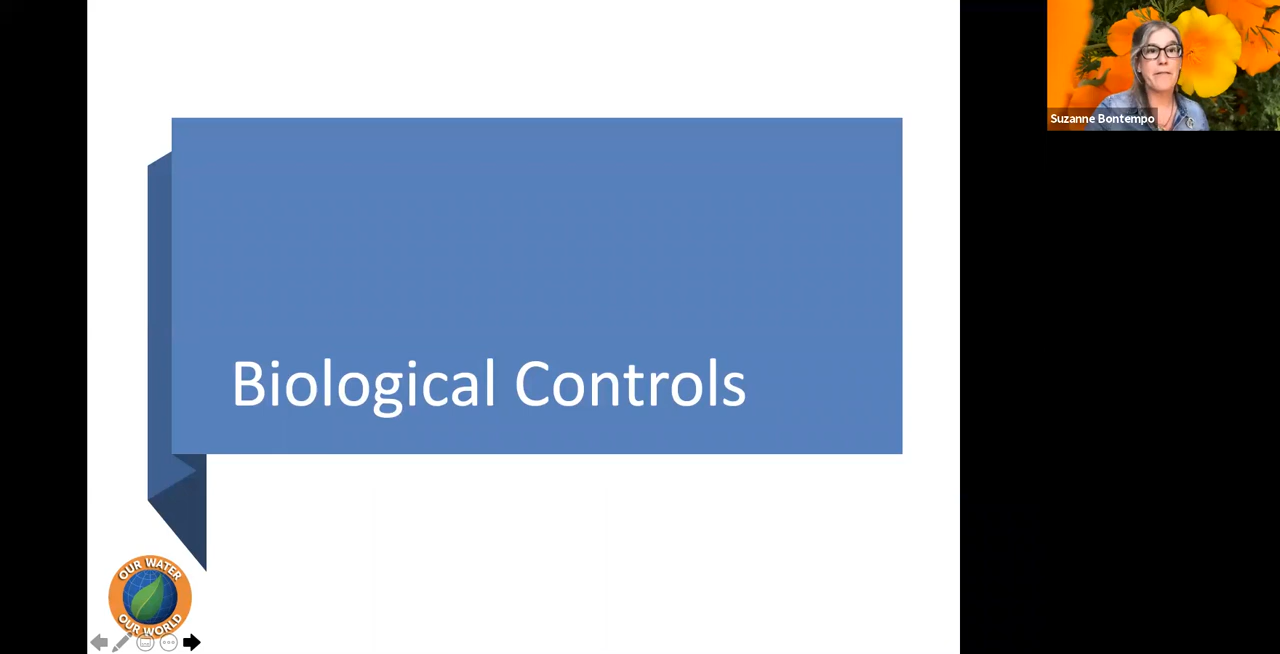 Suzanne Bontempo
Biological Controls
OUR WATER
OUR WORLD